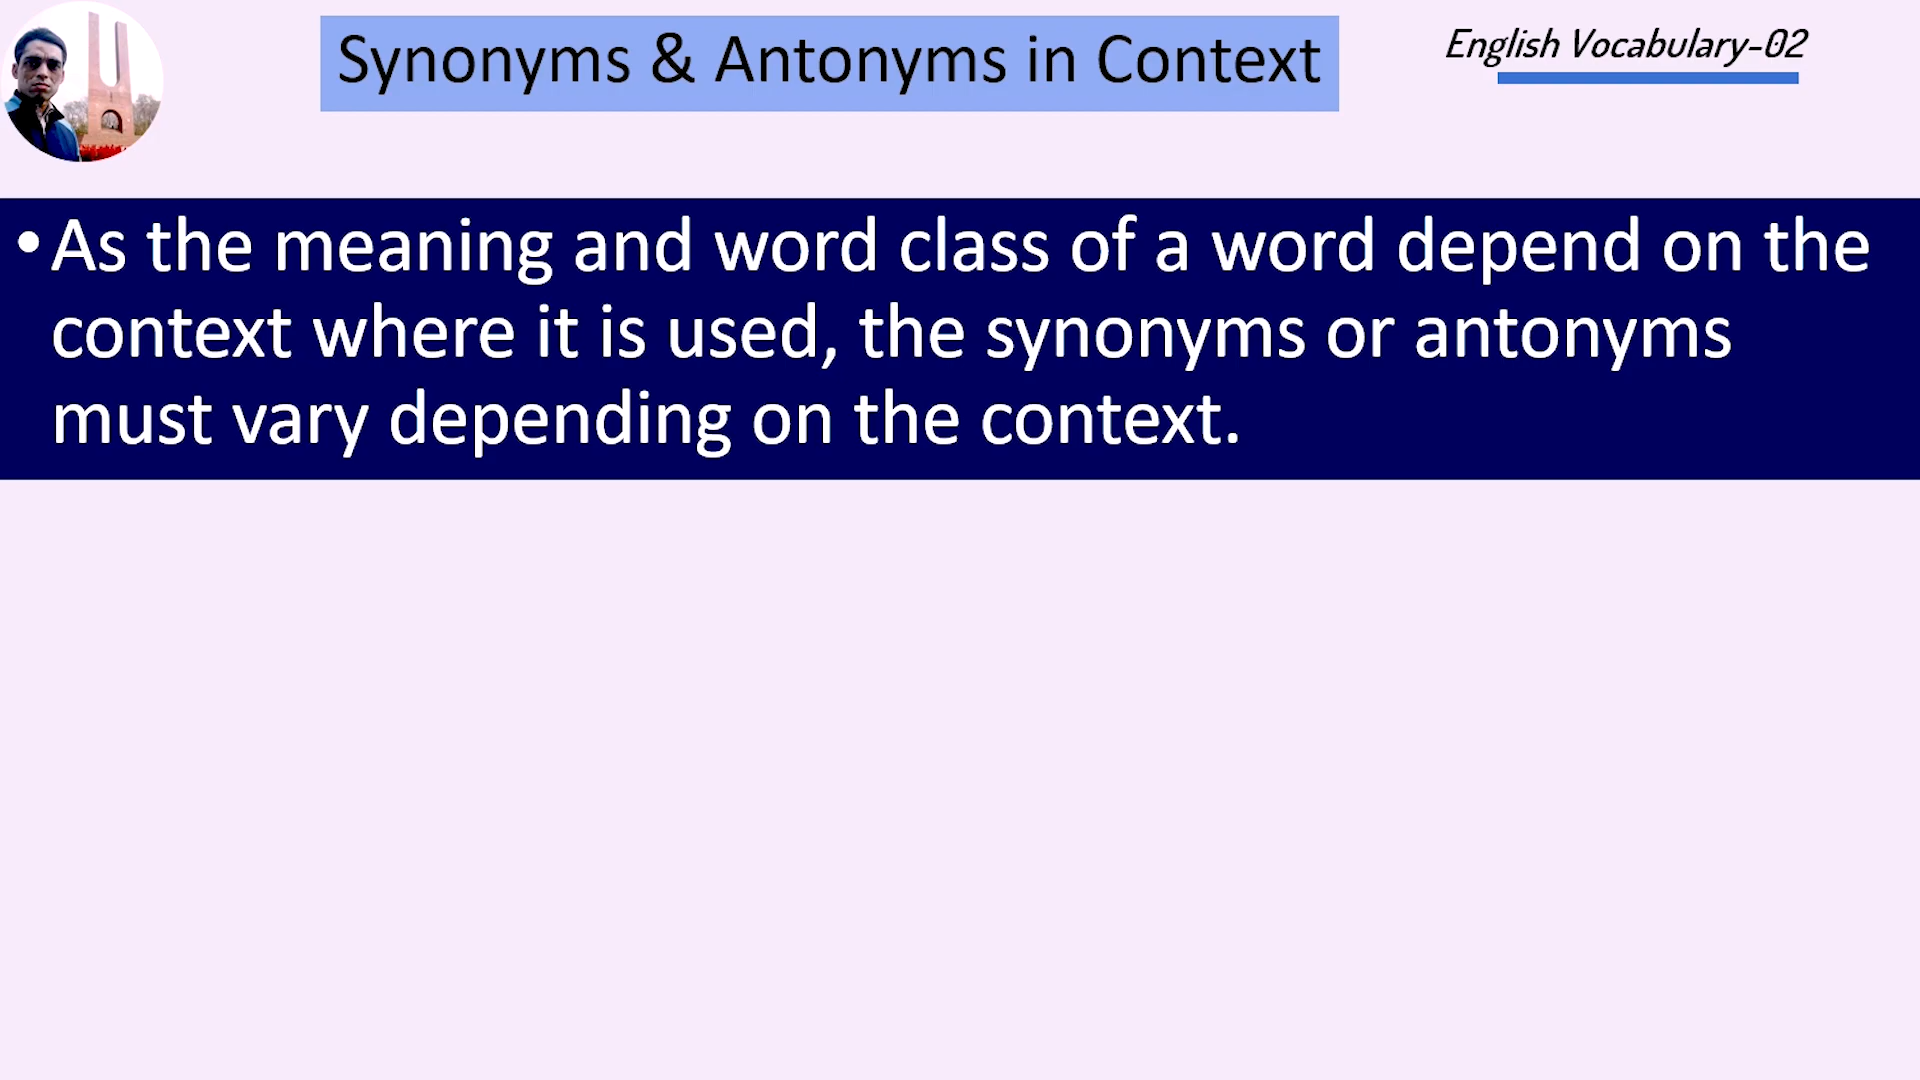 Synonyms & Antonyms in Context
English Vocabulary-02
•As the meaning and word class of a word depend on the
context where it is used, the synonyms or antonyms
must vary depending on the context.